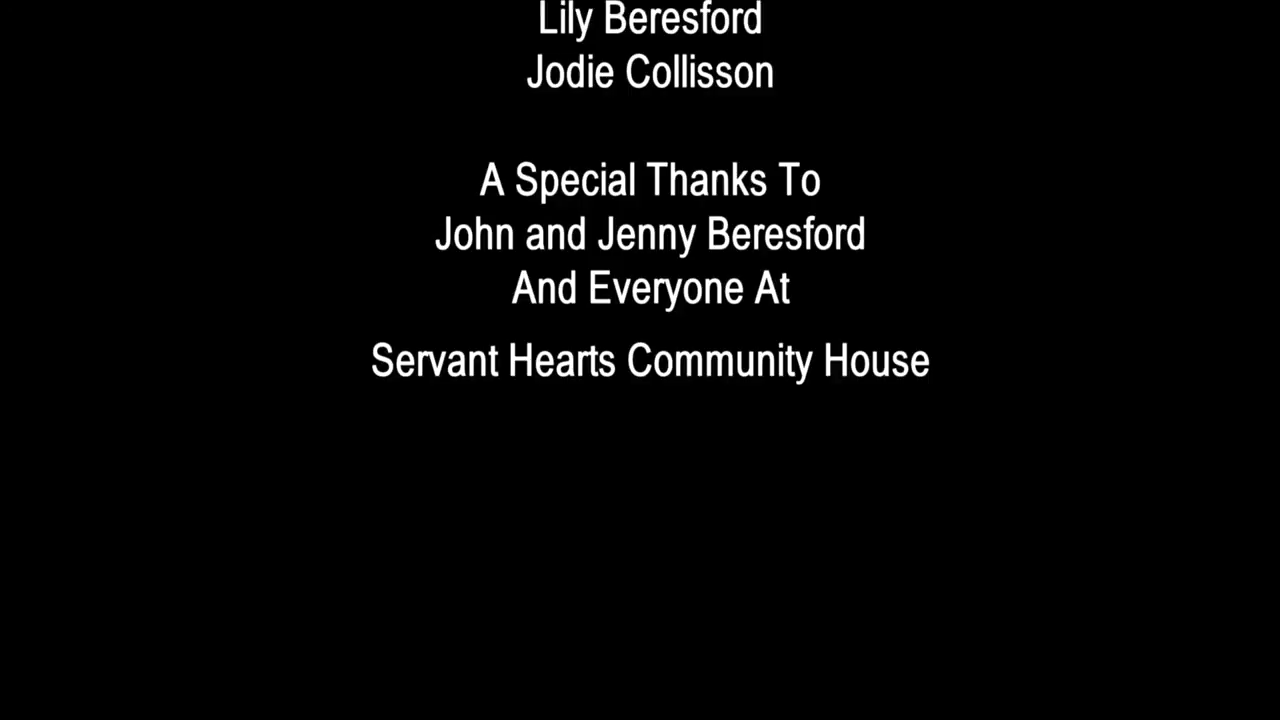 Lily Beresford
Jodie Collisson
A Special Thanks To
John and Jenny Beresford
And Everyone At
Servant Hearts Community House